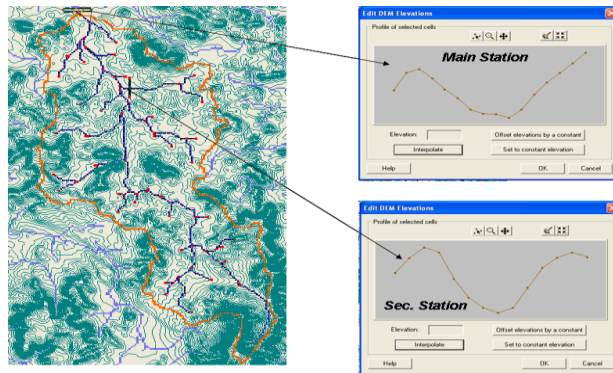 Edit DEM Elevations
Profile of selected cells
Main Station
Elevation:
Offset elevations by a constant
Interpolate
Set to constant elevation
Help
OK
Cancel
Edit DEM Elevations
Profile of selected cells
Sec. Station
Elevation:
Offset elevations by a constant
Interpolate
Set to constant elevation
Help
OK
Cancel